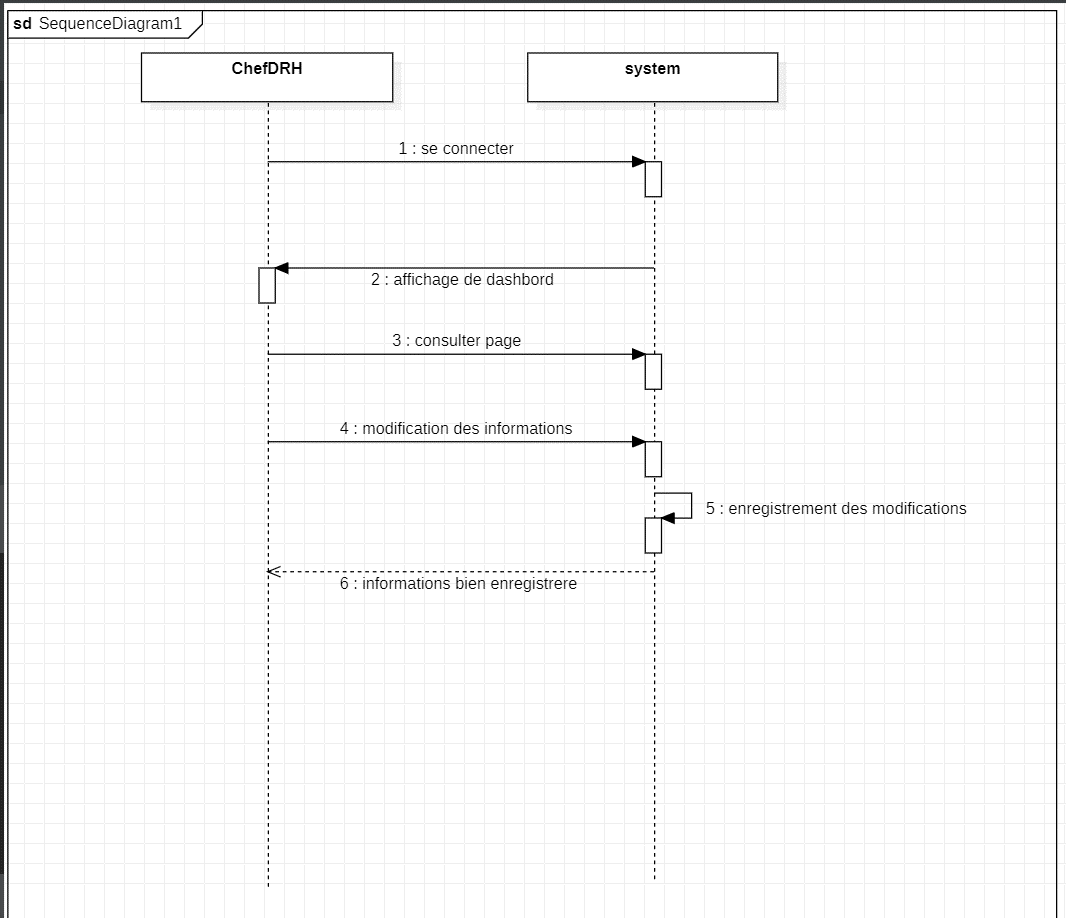 sd SequenceDiagram1
ChefDRH
system
1 : se connecter
2 : affichage de dashbord
3 : consulter page
4 : modification des informations
5 : enregistrement des modifications
6 : informations bien enregistrere